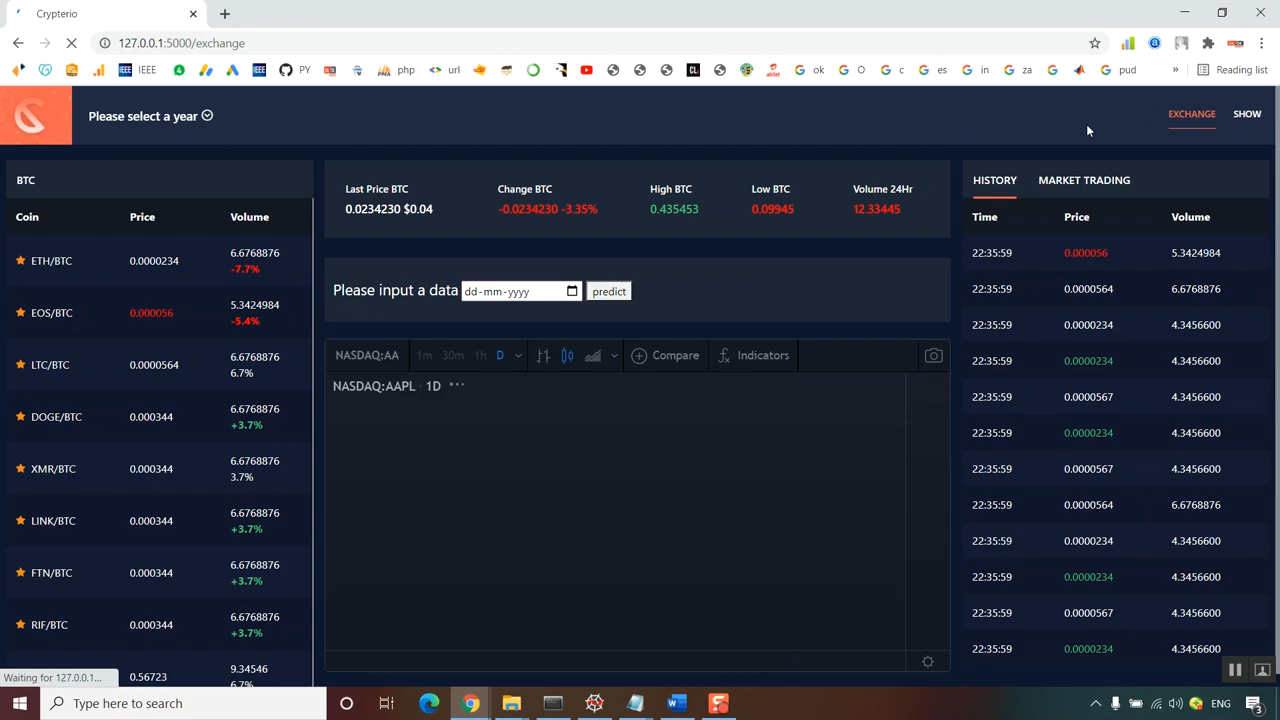 Crypterio
127.0.0.1:5000/exchange
IEEE
PY
php
url
ok
O
c
es
in
za
pud
»
Reading list
Please select a year
EXCHANGE SHOW
BTC
Coin Price Volume
ETH/BTC 0.0000234 6.6768876
-7.7%
EOS/BTC 0.000056 5.3424984
-5.4%
LTC/BTC 0.0000564 6.6768876
6.7%
DOGE/BTC 0.000344 6.6768876
+3.7%
XMR/BTC 0.000344 6.6768876
3.7%
LINK/BTC 0.000344 6.6768876
+3.7%
FTN/BTC 0.000344 6.6768876
+3.7%
RIF/BTC 0.000344 6.6768876
+3.7%
0.56723 9.34546
6.7%
Last Price BTC Change BTC High BTC Low BTC Volume 24Hr
0.0234230 $0.04 -0.0234230 -3.35% 0.435453 0.09945 12.33445
Please input a data dd-mm-yyyy predict
NASDAQ:AA 1m 30m 1h D Compare Indicators
NASDAQ:AAPL · 1D
HISTORY MARKET TRADING
Time Price Volume
22:35:59 0.000056 5.3424984
22:35:59 0.0000564 6.6768876
22:35:59 0.0000234 4.3456600
22:35:59 0.0000234 4.3456600
22:35:59 0.0000567 4.3456600
22:35:59 0.0000234 4.3456600
22:35:59 0.0000567 4.3456600
22:35:59 0.0000567 6.6768876
22:35:59 0.0000234 4.3456600
22:35:59 0.0000234 4.3456600
22:35:59 0.0000567 4.3456600
22:35:59 0.0000234 4.3456600
Waiting for 127.0.0.1...
Type here to search
ENG
3